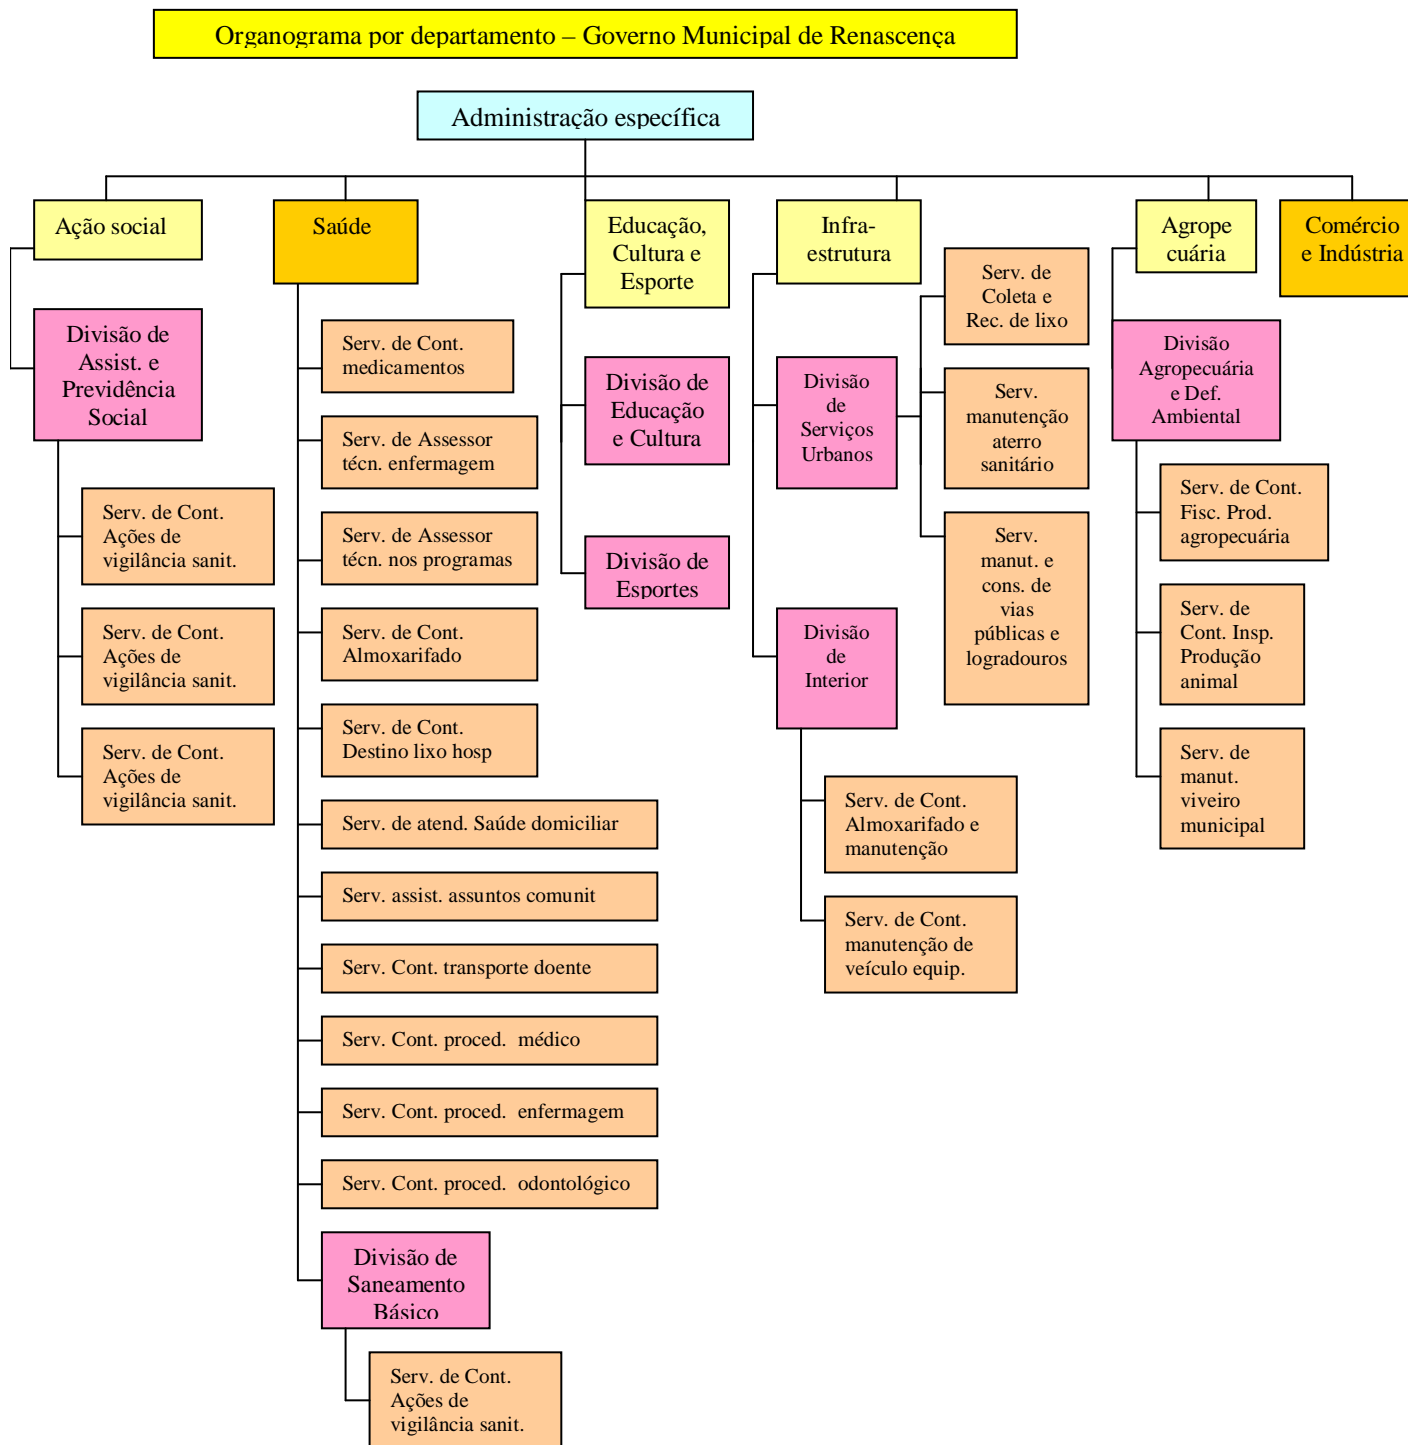 Organograma por departamento – Governo Municipal de Renascença
Administração específica
Ação social
Saúde
Educação,
Cultura e
Esporte
Infra-
estrutura
Agrope
cuária
Comércio
e Indústria
Divisão de
Assist. e
Previdência
Social
Serv. de Cont.
Ações de
vigilância sanit.
Serv. de Cont.
Ações de
vigilância sanit.
Serv. de Cont.
Ações de
vigilância sanit.
Serv. de Cont.
medicamentos
Serv. de Assessor
técn. enfermagem
Serv. de Assessor
técn. nos programas
Serv. de Cont.
Almoxarifado
Serv. de Cont.
Destino lixo hosp
Serv. de atend. Saúde domiciliar
Serv. assist. assuntos comunit
Serv. Cont. transporte doente
Serv. Cont. proced.  médico
Serv. Cont. proced.  enfermagem
Serv. Cont. proced.  odontológico
Divisão de
Saneamento
Básico
Serv. de Cont.
Ações de
vigilância sanit.
Divisão de
Educação
e Cultura
Divisão de
Esportes
Divisão
de
Serviços
Urbanos
Serv. de
Coleta e
Rec. de lixo
Serv.
manutenção
aterro
sanitário
Serv.
manut. e
cons. de
vias
públicas e
logradouros
Divisão
de
Interior
Serv. de Cont.
Almoxarifado e
manutenção
Serv. de Cont.
manutenção de
veículo equip.
Divisão
Agropecuária
e Def.
Ambiental
Serv. de Cont.
Fisc. Prod.
agropecuária
Serv. de
Cont. Insp.
Produção
animal
Serv. de
manut.
viveiro
municipal